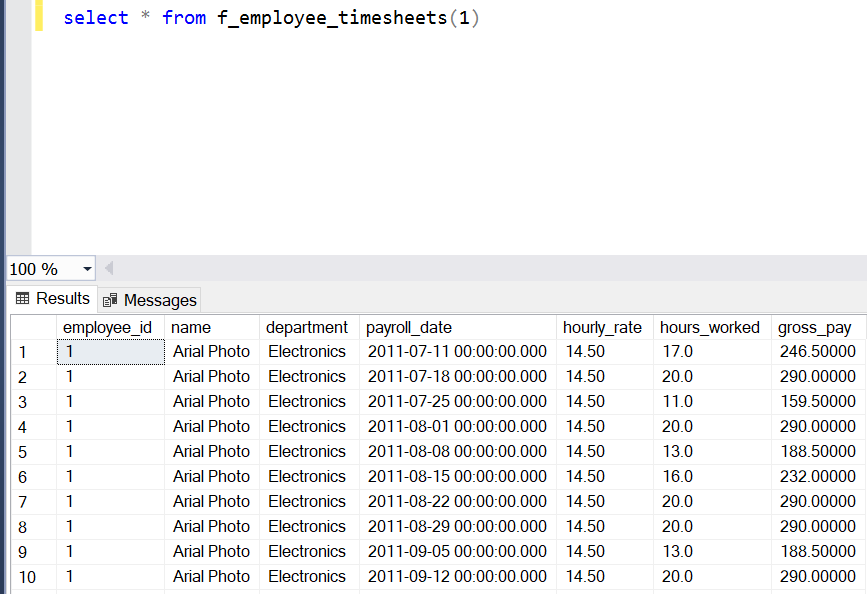 select * from f_employee_timesheets(1)
100 %
Results Messages
employee_id name department payroll_date hourly_rate hours_worked gross_pay
1 1 Arial Photo Electronics 2011-07-11 00:00:00.000 14.50 17.0 246.50000
2 1 Arial Photo Electronics 2011-07-18 00:00:00.000 14.50 20.0 290.00000
3 1 Arial Photo Electronics 2011-07-25 00:00:00.000 14.50 11.0 159.50000
4 1 Arial Photo Electronics 2011-08-01 00:00:00.000 14.50 20.0 290.00000
5 1 Arial Photo Electronics 2011-08-08 00:00:00.000 14.50 13.0 188.50000
6 1 Arial Photo Electronics 2011-08-15 00:00:00.000 14.50 16.0 232.00000
7 1 Arial Photo Electronics 2011-08-22 00:00:00.000 14.50 20.0 290.00000
8 1 Arial Photo Electronics 2011-08-29 00:00:00.000 14.50 20.0 290.00000
9 1 Arial Photo Electronics 2011-09-05 00:00:00.000 14.50 13.0 188.50000
10 1 Arial Photo Electronics 2011-09-12 00:00:00.000 14.50 20.0 290.00000